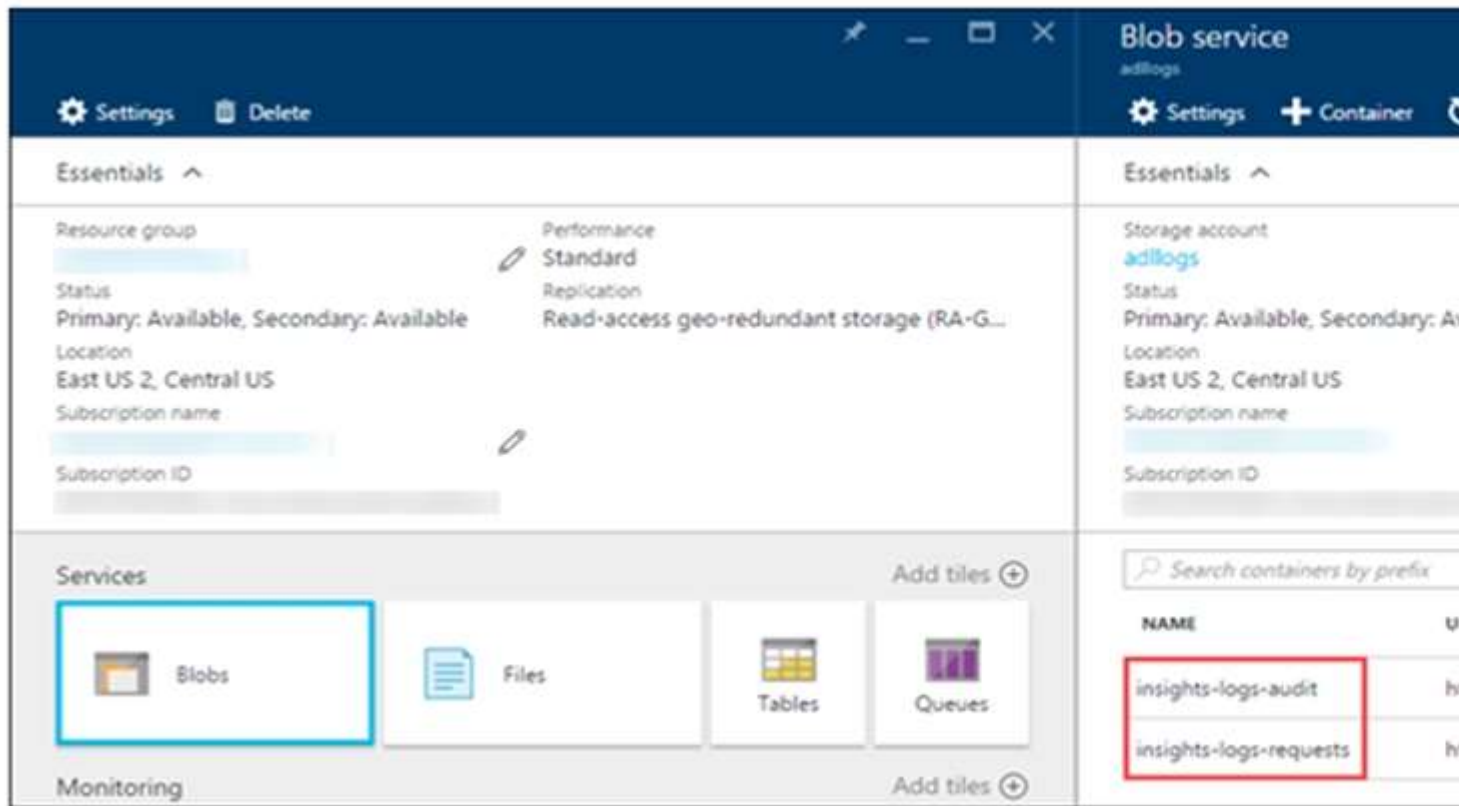 Settings Delete
Essentials
Resource group
Performance
Standard
Status
Primary: Available, Secondary: Available
Replication
Read-access geo-redundant storage (RA-G...
Location
East US 2, Central US
Subscription name
Subscription ID
Services
Add tiles
Blobs
Files
Tables
Queues
Monitoring
Add tiles
Blob service
adllogs
Settings Container
Essentials
Storage account
adllogs
Status
Primary: Available, Secondary: Av
Location
East US 2, Central US
Subscription name
Subscription ID
Search containers by prefix
NAME U
insights-logs-audit h
insights-logs-requests h